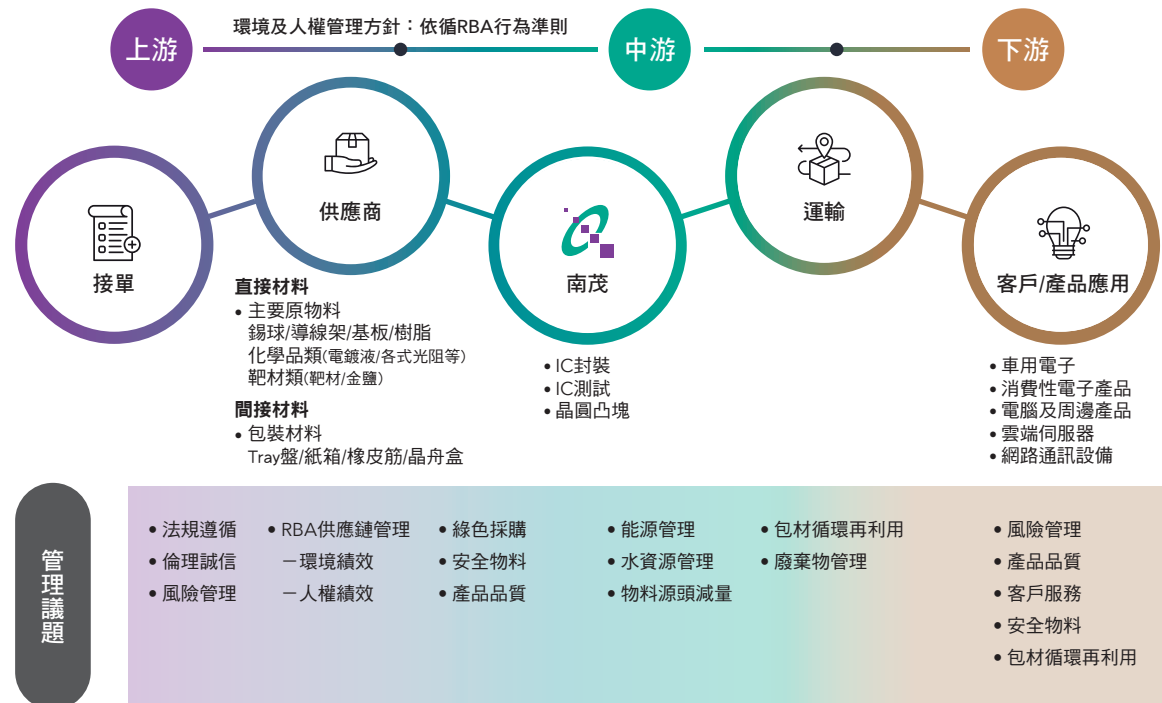 環境及人權管理方針：依循RBA行為準則
上游
中游
下游
接單
供應商
南茂
運輸
客戶/產品應用
直接材料
• 主要原物料
錫球/導線架/基板/樹脂
化學品類(電鍍液/各式光阻等)
靶材類(靶材/金鹽)
間接材料
• 包裝材料
Tray盤/紙箱/橡皮筋/晶舟盒
• IC封裝
• IC測試
• 晶圓凸塊
• 車用電子
• 消費性電子產品
• 電腦及周邊產品
• 雲端伺服器
• 網路通訊設備
管理議題
• 法規遵循
• 倫理誠信
• 風險管理
• RBA供應鏈管理
－環境績效
－人權績效
• 綠色採購
• 安全物料
• 產品品質
• 能源管理
• 水資源管理
• 物料源頭減量
• 包材循環再利用
• 廢棄物管理
• 風險管理
• 產品品質
• 客戶服務
• 安全物料
• 包材循環再利用